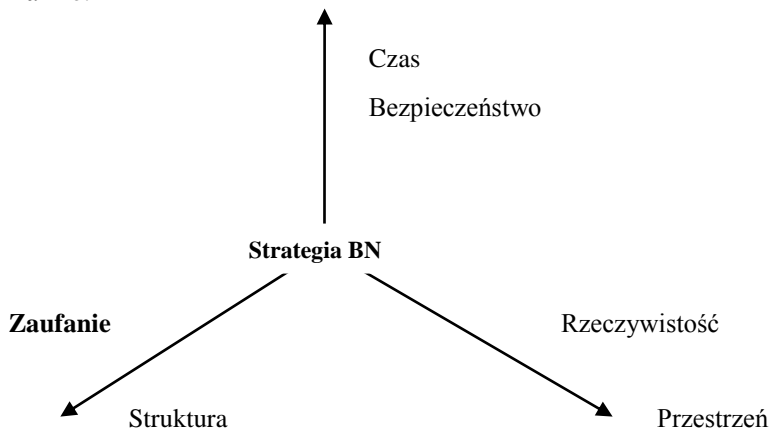 Czas
Bezpieczeństwo
Strategia BN
Zaufanie
Rzeczywistość
Struktura
Przestrzeń